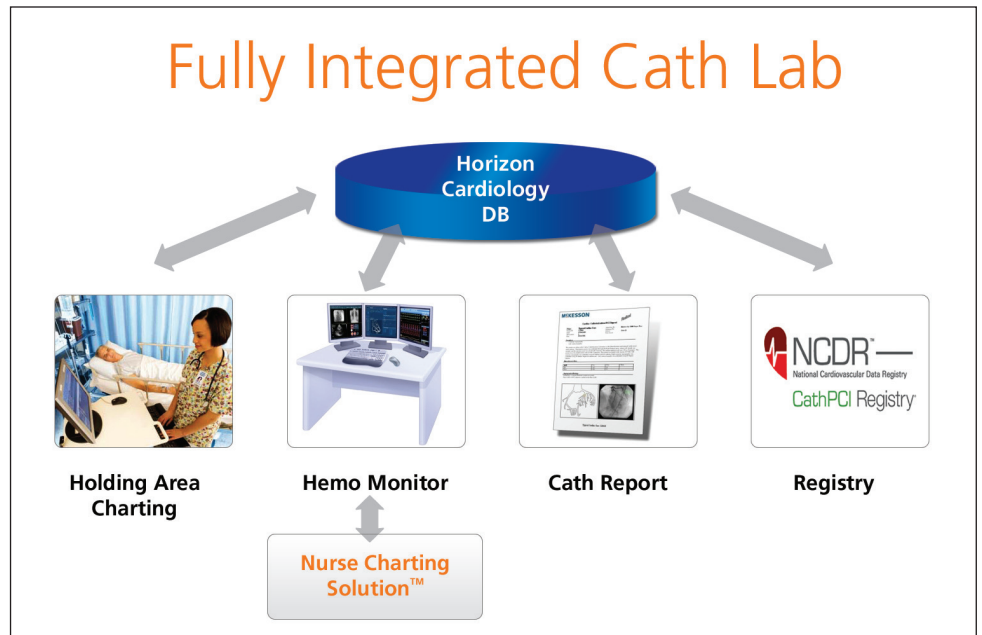 Fully Integrated Cath Lab
Horizon
Cardiology
DB
MCKESSON
NCDR™
National Cardiovascular Data Registry
CathPCI Registry®
Holding Area
Charting
Hemo Monitor
Cath Report
Registry
Nurse Charting
Solution™